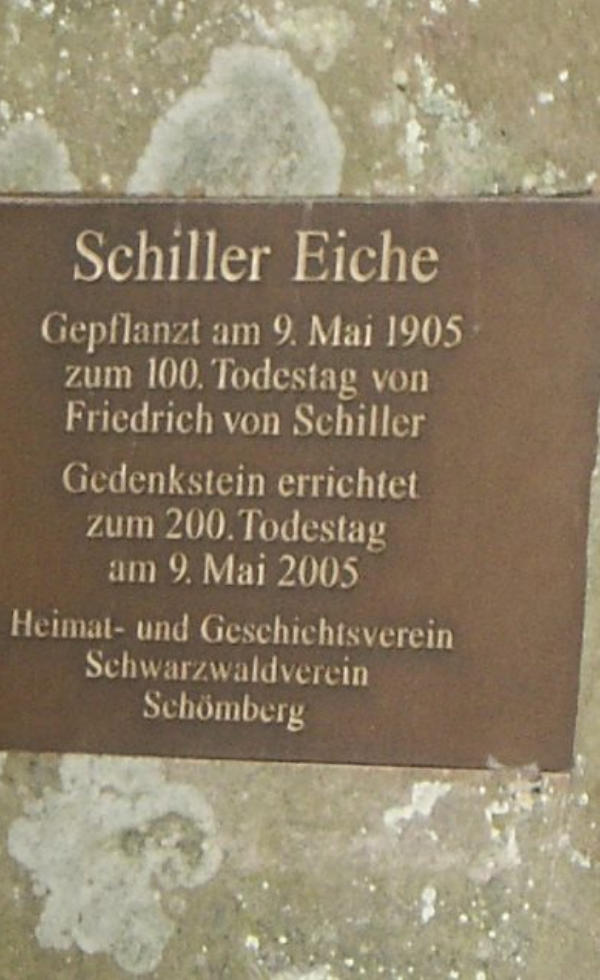 Schiller Eiche
Gepflanzt am 9. Mai 1905
zum 100. Todestag von
Friedrich von Schiller
Gedenkstein errichtet
zum 200. Todestag
am 9. Mai 2005
Heimat- und Geschichtsverein
Schwarzwaldverein
Schömberg